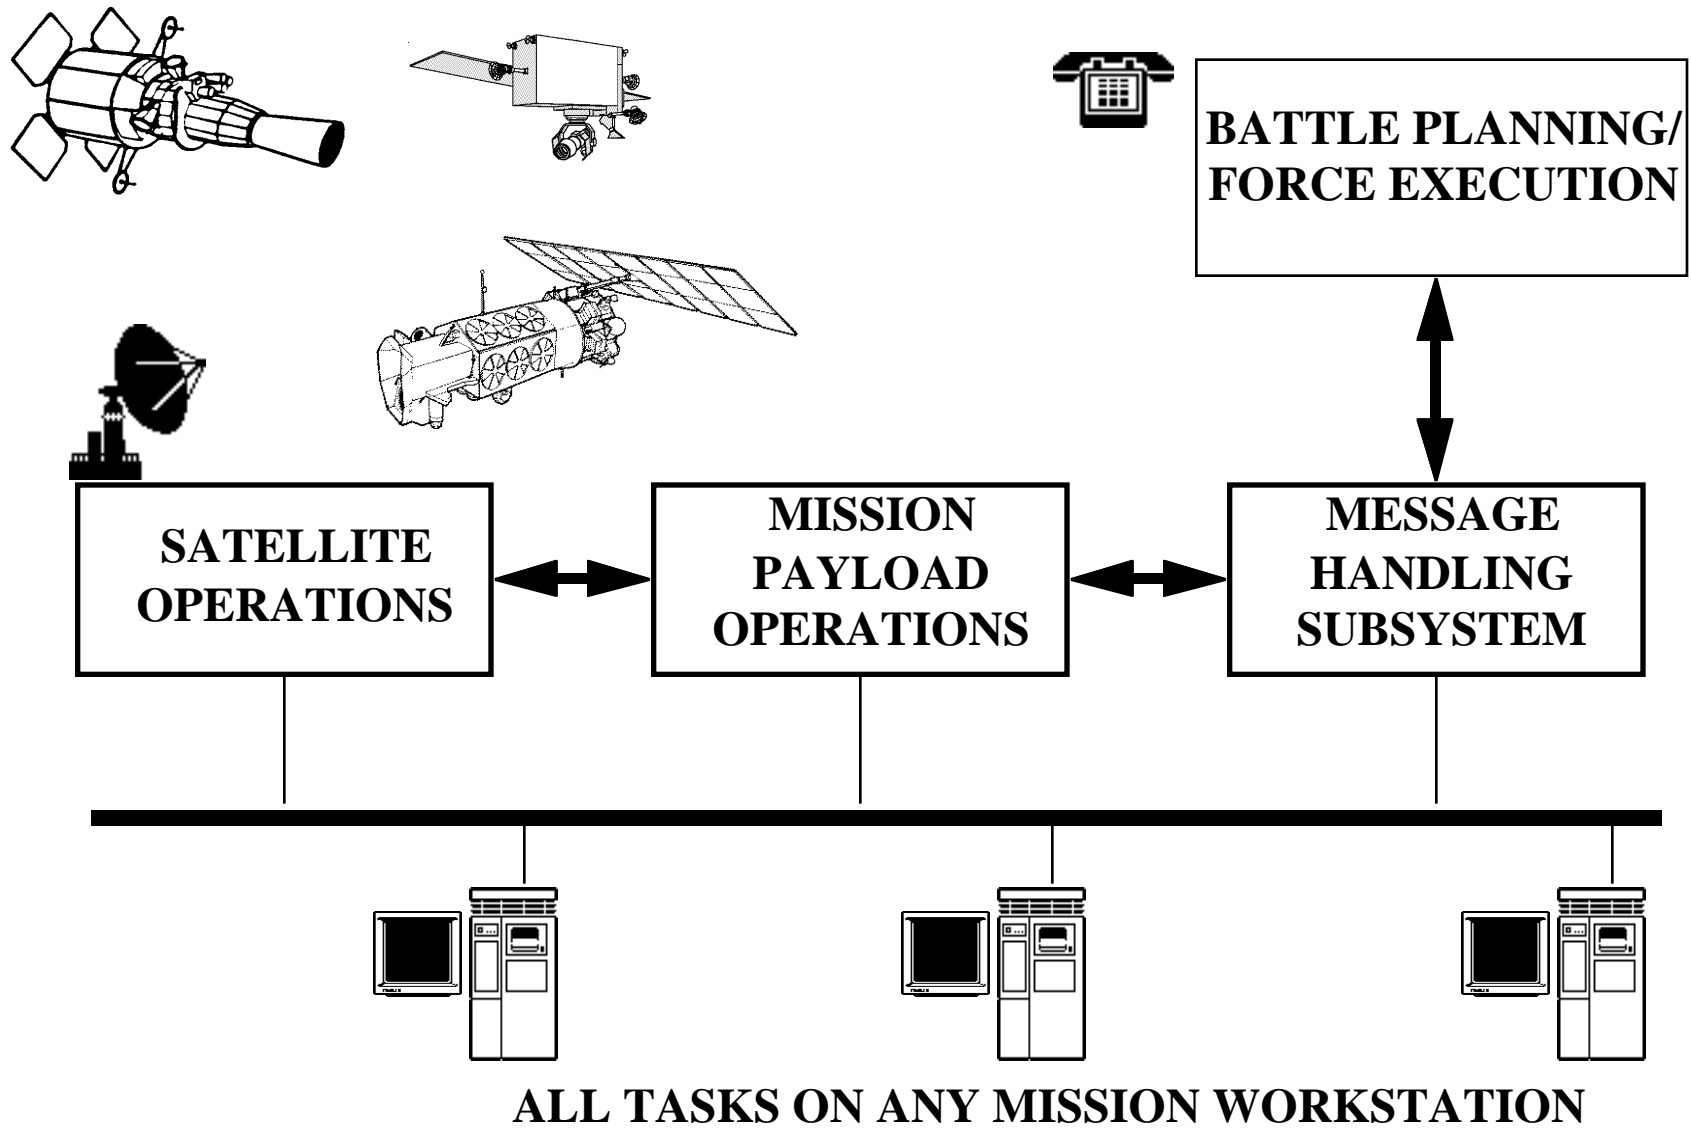 BATTLE PLANNING/
FORCE EXECUTION
SATELLITE
OPERATIONS
MISSION
PAYLOAD
OPERATIONS
MESSAGE
HANDLING
SUBSYSTEM
ALL TASKS ON ANY MISSION WORKSTATION